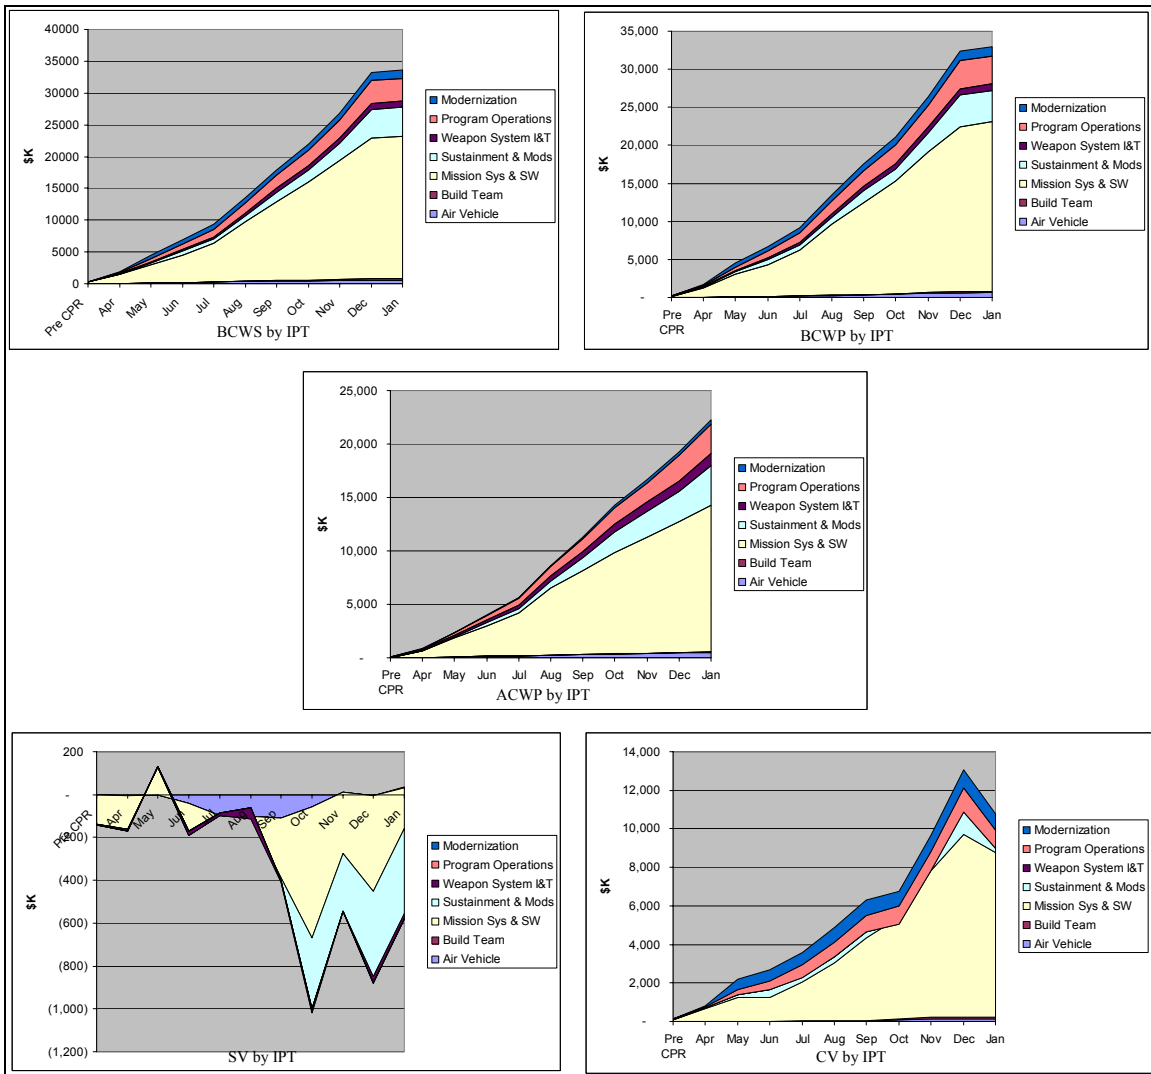 40000
35000
30000
25000
20000
15000
10000
5000
0
$K
Pre CPR Apr May Jun Jul Aug Sep Oct Nov Dec Jan
BCWS by IPT
Modernization
Program Operations
Weapon System I&T
Sustainment & Mods
Mission Sys & SW
Build Team
Air Vehicle
35,000
30,000
25,000
20,000
15,000
10,000
5,000
-
$K
Pre Apr May Jun Jul Aug Sep Oct Nov Dec Jan
CPR
BCWP by IPT
Modernization
Program Operations
Weapon System I&T
Sustainment & Mods
Mission Sys & SW
Build Team
Air Vehicle
25,000
20,000
15,000
10,000
5,000
-
$K
Pre Apr May Jun Jul Aug Sep Oct Nov Dec Jan
CPR
ACWP by IPT
Modernization
Program Operations
Weapon System I&T
Sustainment & Mods
Mission Sys & SW
Build Team
Air Vehicle
200
-
(200)
(400)
(600)
(800)
(1,000)
(1,200)
$K
Pre CPR Apr May Jun Jul Aug Sep Oct Nov Dec Jan
SV by IPT
Modernization
Program Operations
Weapon System I&T
Sustainment & Mods
Mission Sys & SW
Build Team
Air Vehicle
14,000
12,000
10,000
8,000
6,000
4,000
2,000
-
$K
Pre Apr May Jun Jul Aug Sep Oct Nov Dec Jan
CPR
CV by IPT
Modernization
Program Operations
Weapon System I&T
Sustainment & Mods
Mission Sys & SW
Build Team
Air Vehicle